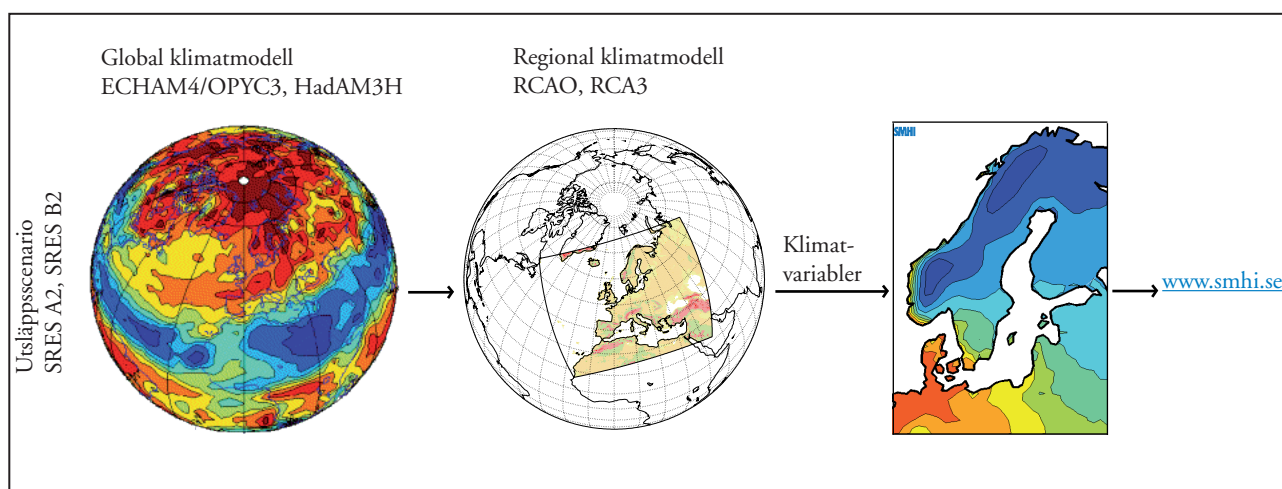 Global klimatmodell
ECHAM4/OPYC3, HadAM3H
Regional klimatmodell
RCAO, RCA3
Utsläppsscenario
SRES A2, SRES B2
Klimat-
variabler
SMHI
www.smhi.se